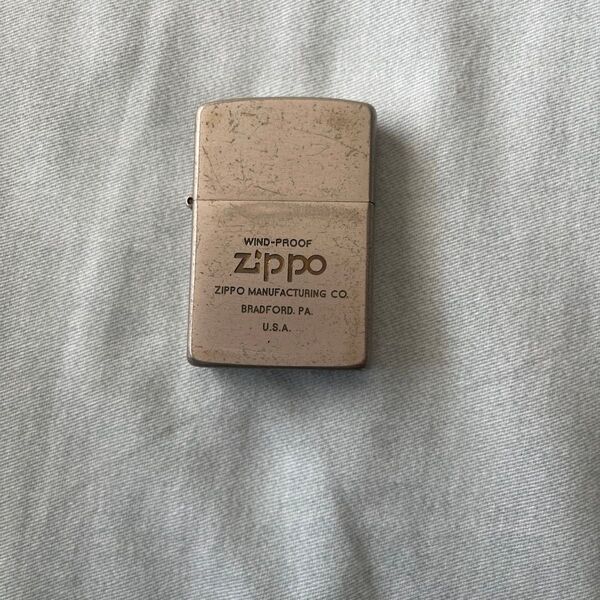 WIND-PROOF
Zippo
ZIPPO MANUFACTURING CO.
BRADFORD. PA.
U.S.A.